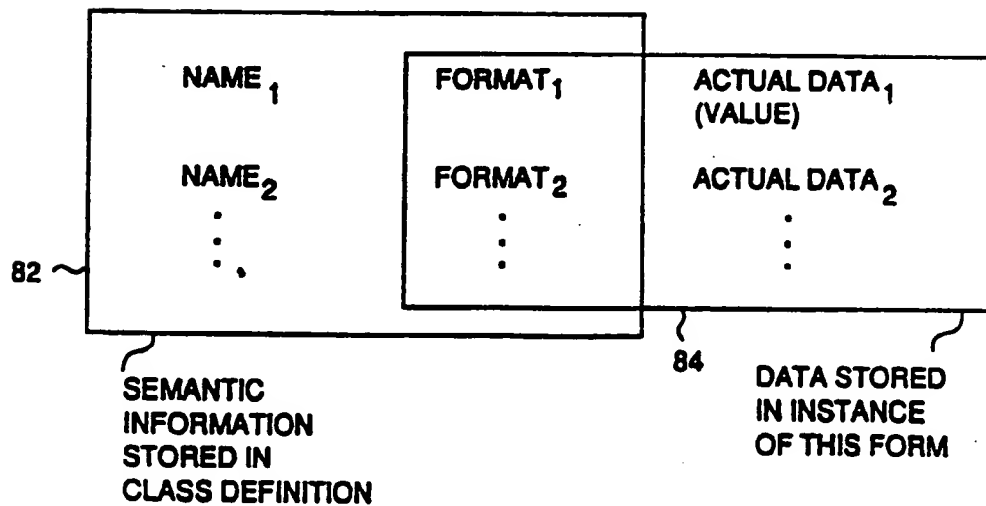 NAME₁ FORMAT₁ ACTUAL DATA₁
(VALUE)
NAME₂ FORMAT₂ ACTUAL DATA₂
82
84
SEMANTIC
INFORMATION
STORED IN
CLASS DEFINITION
DATA STORED
IN INSTANCE
OF THIS FORM